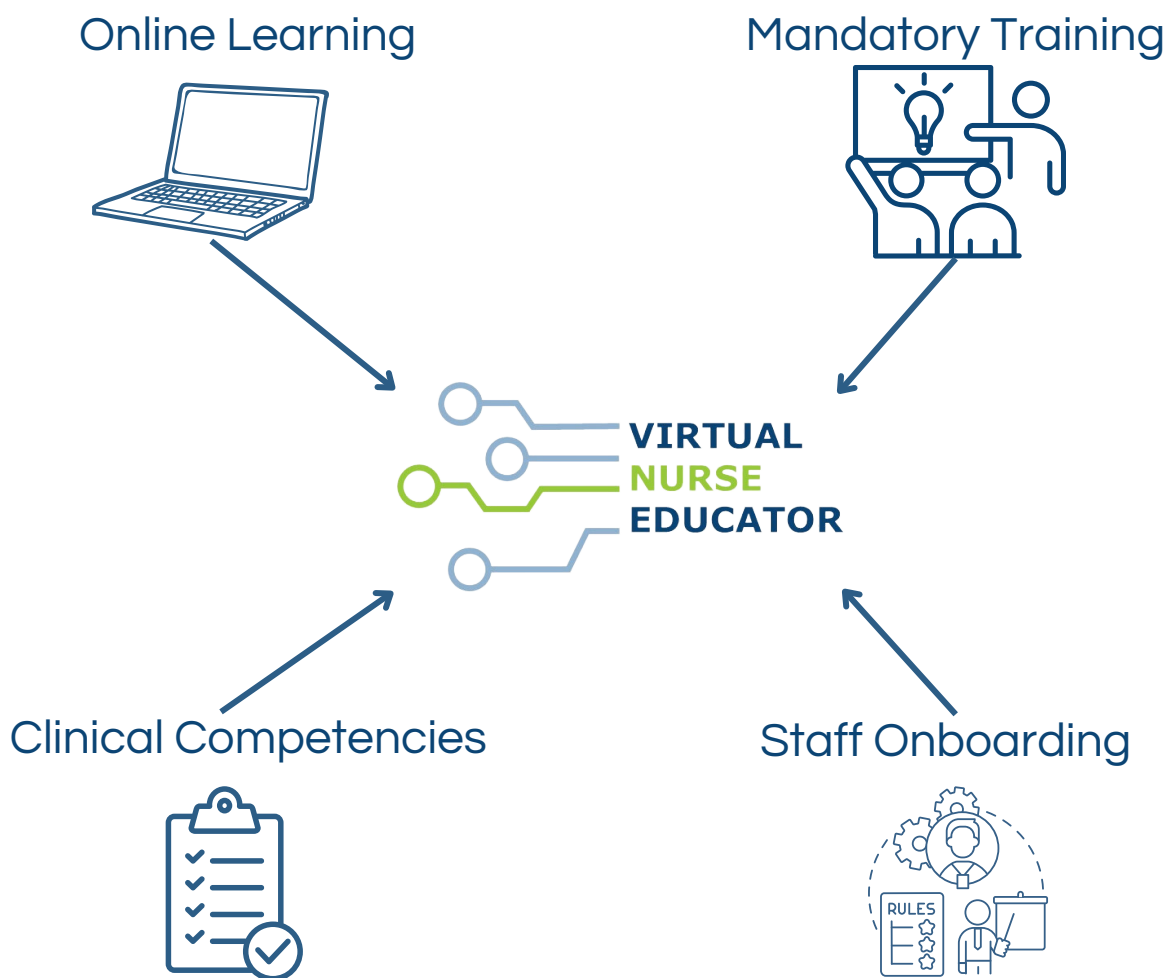 Online Learning
Mandatory Training
VIRTUAL
NURSE
EDUCATOR
Clinical Competencies
Staff Onboarding
RULES